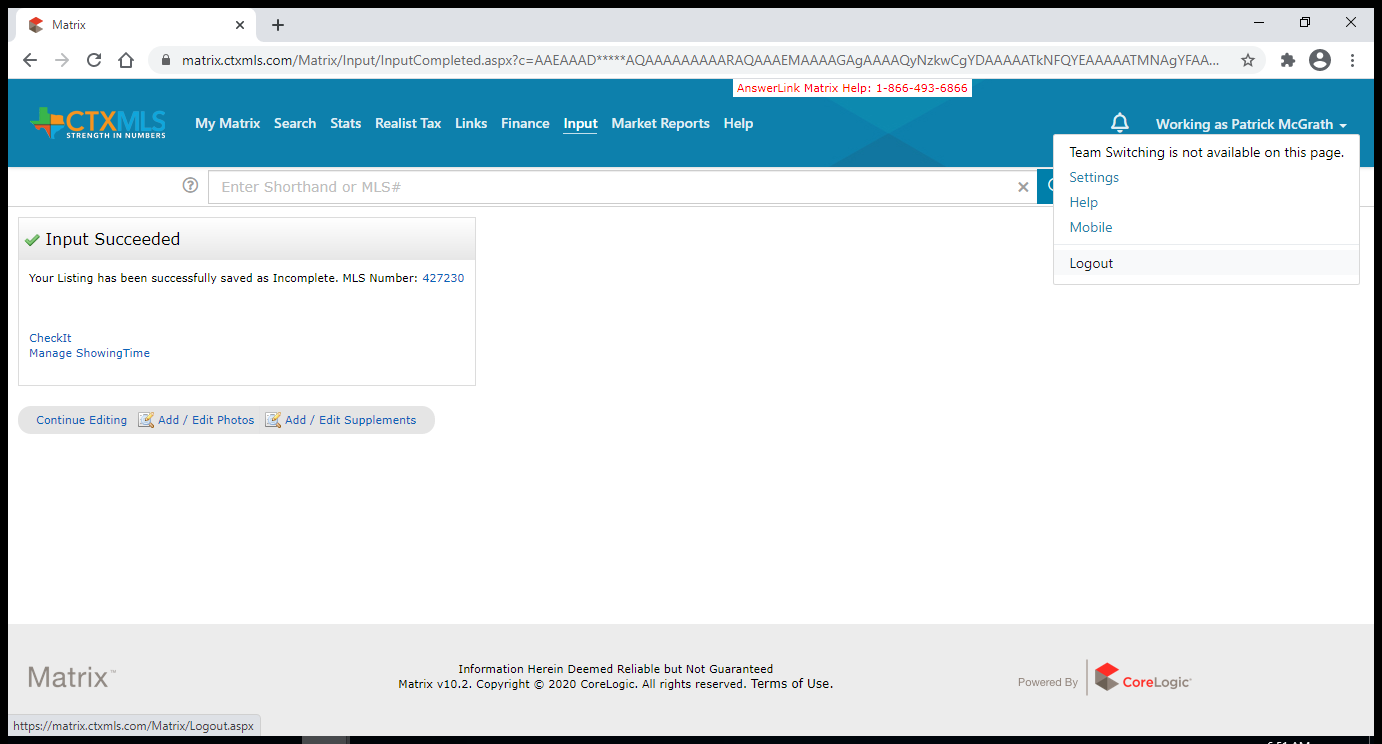 Matrix
matrix.ctxmls.com/Matrix/Input/InputCompleted.aspx?c=AAEAAAD*****AQAAAAAAAAARAQAAAEMAAAAGAgAAAAQyNzkwCgYDAAAAATkNFQYEAAAAATMNAgYFAA...
AnswerLink Matrix Help: 1-866-493-6866
CTXMLS
STRENGTH IN NUMBERS
My Matrix Search Stats Realist Tax Links Finance Input Market Reports Help
Working as Patrick McGrath
Team Switching is not available on this page.
Settings
Help
Mobile
Logout
Enter Shorthand or MLS#
Input Succeeded
Your Listing has been successfully saved as Incomplete. MLS Number: 427230
CheckIt
Manage ShowingTime
Continue Editing Add / Edit Photos Add / Edit Supplements
Matrix™
Information Herein Deemed Reliable but Not Guaranteed
Matrix v10.2. Copyright © 2020 CoreLogic. All rights reserved. Terms of Use.
Powered By CoreLogic
https://matrix.ctxmls.com/Matrix/Logout.aspx